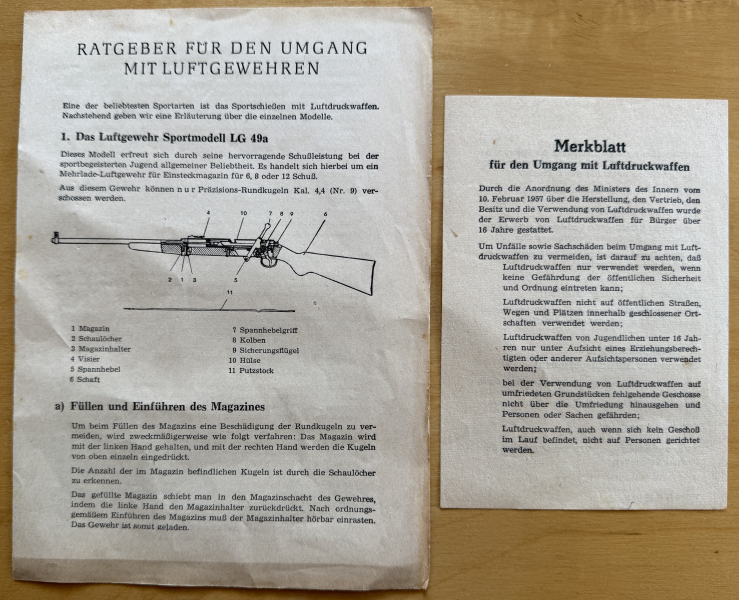 RATGEBER FÜR DEN UMGANG
MIT LUFTGEWEHREN
Eine der beliebtesten Sportarten ist das Sportschießen mit Luftdruckwaffen.
Nachstehend geben wir eine Erläuterung über die einzelnen Modelle.
1. Das Luftgewehr Sportmodell LG 49a
Dieses Modell erfreut sich durch seine hervorragende Schußleistung bei der
sportbegeisterten Jugend allgemeiner Beliebtheit. Es handelt sich hierbei um ein
Mehrlade-Luftgewehr für Einsteckmagazin für 6, 8 oder 12 Schuß.
Aus diesem Gewehr können nur Präzisions-Rundkugeln Kal. 4,4 (Nr. 9) ver-
schossen werden.
4 10 7 8 9 6
2 1 3 5
11
1 Magazin
2 Schaulöcher
3 Magazinhalter
4 Visier
5 Spannhebel
6 Schaft
7 Spannhebelgriff
8 Kolben
9 Sicherungsflügel
10 Hülse
11 Putzstock
a) Füllen und Einführen des Magazines
Um beim Füllen des Magazins eine Beschädigung der Rundkugeln zu ver-
meiden, wird zweckmäßigerweise wie folgt verfahren: Das Magazin wird
mit der linken Hand gehalten, und mit der rechten Hand werden die Kugeln
von oben einzeln eingedrückt.
Die Anzahl der im Magazin befindlichen Kugeln ist durch die Schaulöcher
zu erkennen.
Das gefüllte Magazin schiebt man in den Magazinschacht des Gewehres,
indem die linke Hand den Magazinhalter zurückdrückt. Nach ordnungs-
gemäßem Einführen des Magazins muß der Magazinhalter hörbar einrasten.
Das Gewehr ist somit geladen.
Merkblatt
für den Umgang mit Luftdruckwaffen
Durch die Anordnung des Ministers des Innern vom
10. Februar 1957 über die Herstellung, den Vertrieb, den
Besitz und die Verwendung von Luftdruckwaffen wurde
der Erwerb von Luftdruckwaffen für Bürger über
16 Jahre gestattet.
Um Unfälle sowie Sachschäden beim Umgang mit Luft-
druckwaffen zu vermeiden, ist darauf zu achten, daß
Luftdruckwaffen nur verwendet werden, wenn
keine Gefährdung der öffentlichen Sicherheit
und Ordnung eintreten kann;
Luftdruckwaffen nicht auf öffentlichen Straßen,
Wegen und Plätzen innerhalb geschlossener Ort-
schaften verwendet werden;
Luftdruckwaffen von Jugendlichen unter 16 Jah-
ren nur unter Aufsicht eines Erziehungsberech-
tigten oder anderer Aufsichtspersonen verwendet
werden;
bei der Verwendung von Luftdruckwaffen auf
umfriedeten Grundstücken fehlgehende Geschosse
nicht über die Umfriedung hinausgehen und
Personen oder Sachen gefährden;
Luftdruckwaffen, auch wenn sich kein Geschoß
im Lauf befindet, nicht auf Personen gerichtet
werden.